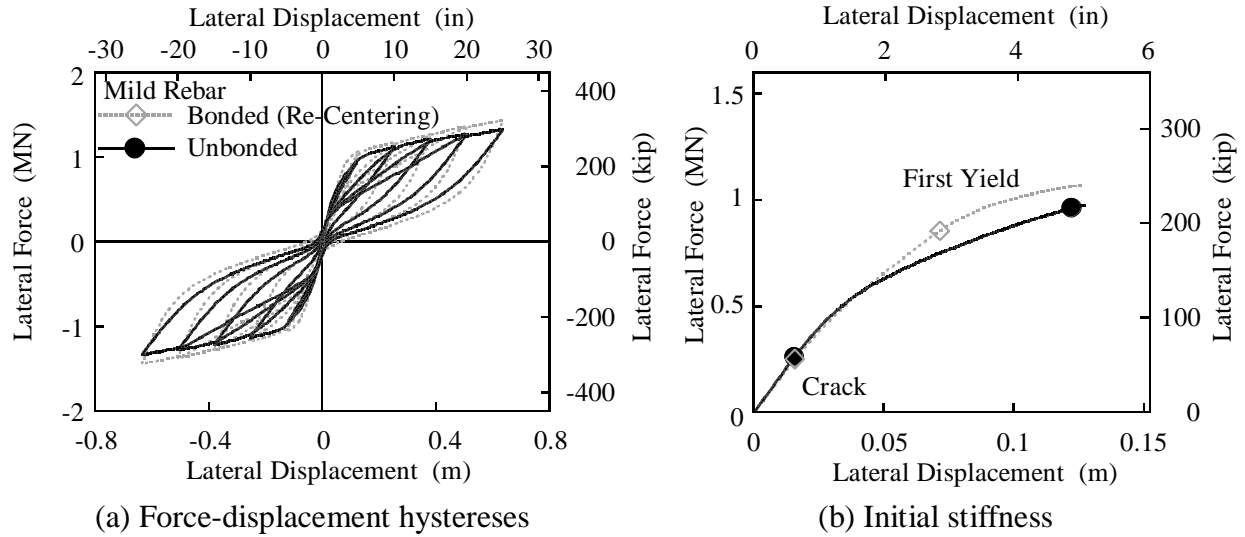 Lateral Displacement (in)
-30 -20 -10 0 10 20 30
Lateral Force (MN)
2
1
0
-1
-2
Mild Rebar
Bonded (Re-Centering)
Unbonded
400
200
0
-200
-400
Lateral Force (kip)
-0.8 -0.4 0 0.4 0.8
Lateral Displacement (m)
(a) Force-displacement hystereses
Lateral Displacement (in)
0 2 4 6
Lateral Force (MN)
1.5
1
0.5
0
First Yield
Crack
300
200
100
0
Lateral Force (kip)
0 0.05 0.1 0.15
Lateral Displacement (m)
(b) Initial stiffness